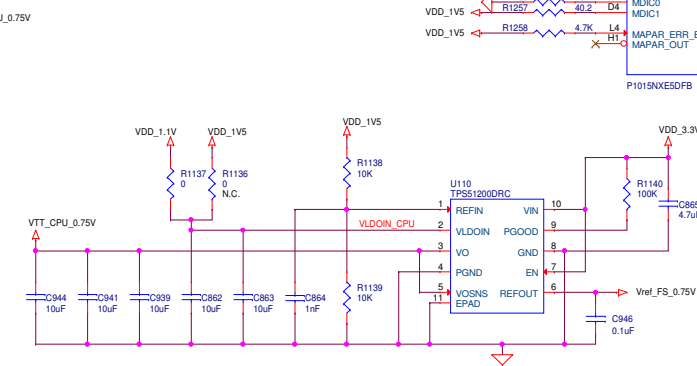 J_0.75V
VDD_1V5
R1257
40.2
D4
MDIC0
MDIC1
VDD_1V5
R1258
4.7K
L4
H1
MAPAR_ERR_B
MAPAR_OUT
P1015NXE5DFB
VDD_1.1V
VDD_1V5
VDD_1V5
VDD_3.3V
R1137
0
R1136
0
N.C.
R1138
10K
U110
TPS51200DRC
R1140
100K
C865
4.7uF
1 REFIN
VIN 10
VLDOIN_CPU
2 VLDOIN
PGOOD 9
VTT_CPU_0.75V
3 VO
GND 8
4 PGND
EN 7
5 VOSNS
REFOUT 6
11 EPAD
Vref_FS_0.75V
C944
10uF
C941
10uF
C939
10uF
C862
10uF
C863
10uF
C864
1nF
R1139
10K
C946
0.1uF